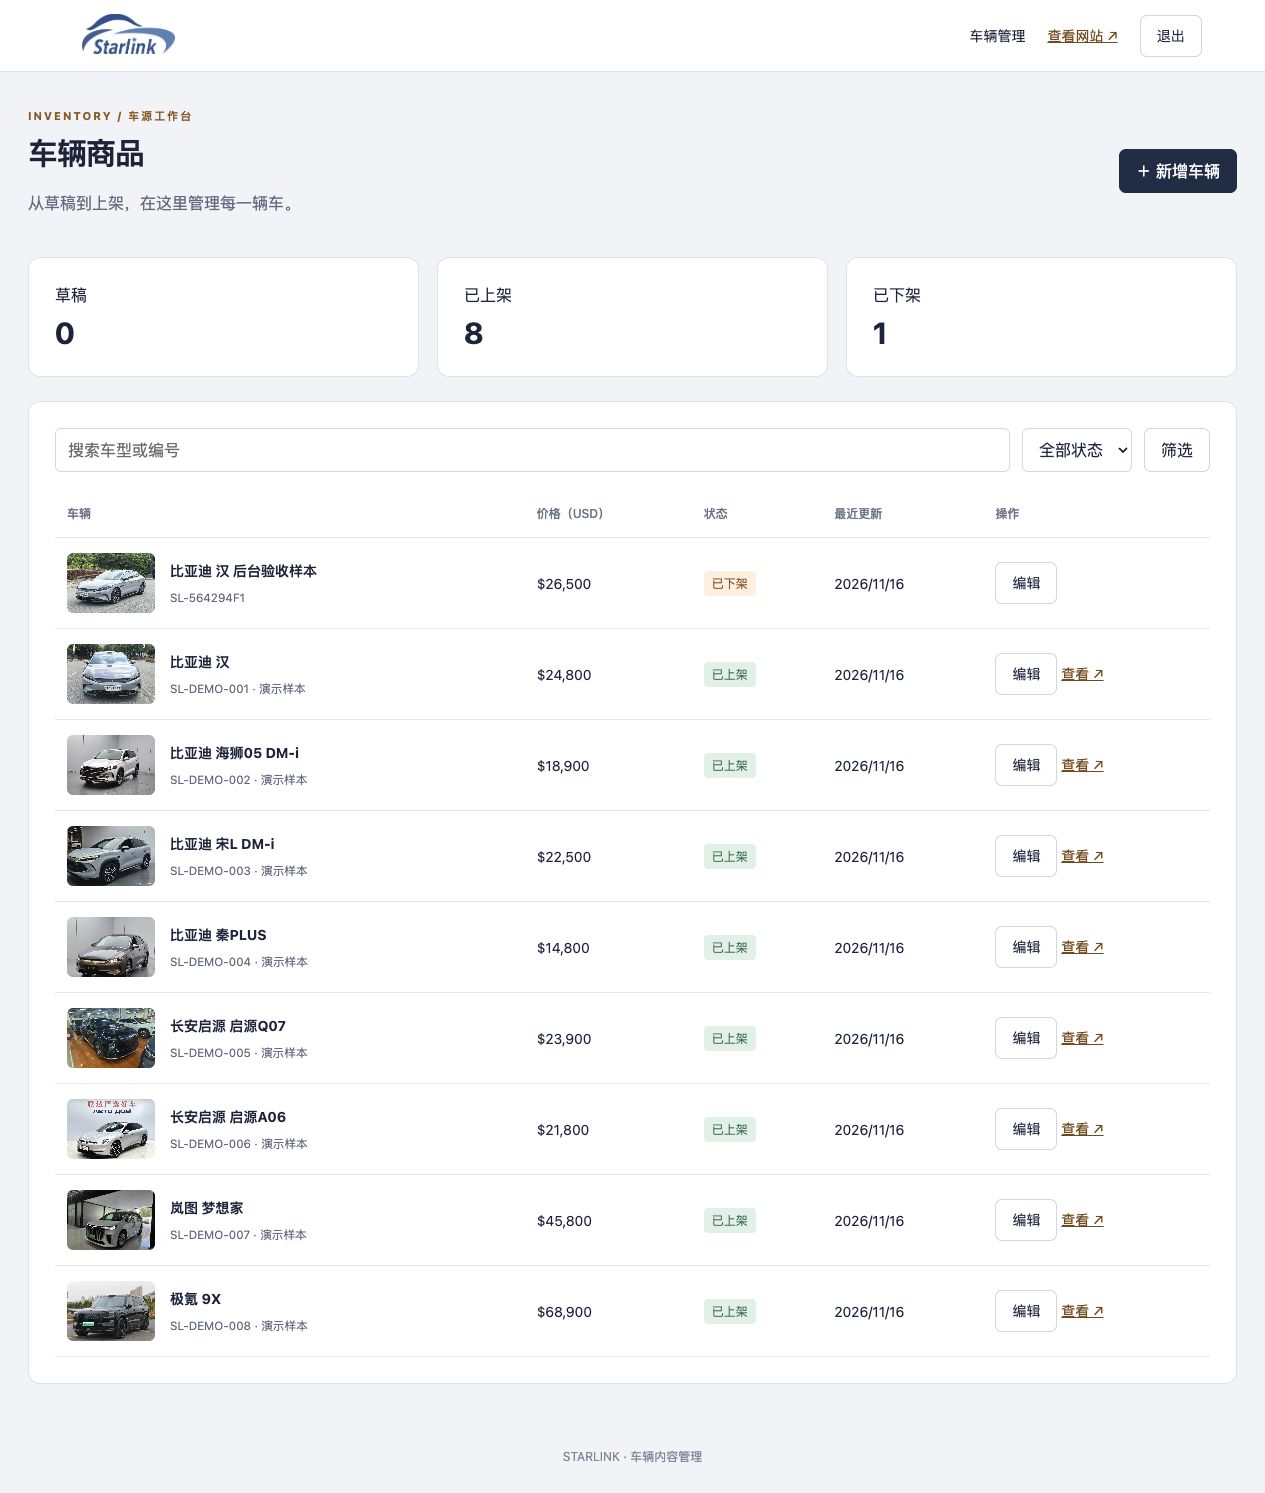 Starlink
车辆管理 查看网站 ↗ 退出
INVENTORY / 车源工作台
车辆商品
+ 新增车辆
从草稿到上架，在这里管理每一辆车。
草稿 已上架 已下架
0 8 1
搜索车型或编号 全部状态 筛选
车辆 价格（USD） 状态 最近更新 操作
比亚迪 汉 后台验收样本
SL-564294F1
$26,500 已下架 2026/11/16 编辑
比亚迪 汉
SL-DEMO-001 · 演示样本
$24,800 已上架 2026/11/16 编辑 查看 ↗
比亚迪 海狮05 DM-i
SL-DEMO-002 · 演示样本
$18,900 已上架 2026/11/16 编辑 查看 ↗
比亚迪 宋L DM-i
SL-DEMO-003 · 演示样本
$22,500 已上架 2026/11/16 编辑 查看 ↗
比亚迪 秦PLUS
SL-DEMO-004 · 演示样本
$14,800 已上架 2026/11/16 编辑 查看 ↗
长安启源 启源Q07
SL-DEMO-005 · 演示样本
$23,900 已上架 2026/11/16 编辑 查看 ↗
长安启源 启源A06
SL-DEMO-006 · 演示样本
$21,800 已上架 2026/11/16 编辑 查看 ↗
岚图 梦想家
SL-DEMO-007 · 演示样本
$45,800 已上架 2026/11/16 编辑 查看 ↗
极氪 9X
SL-DEMO-008 · 演示样本
$68,900 已上架 2026/11/16 编辑 查看 ↗
STARLINK · 车辆内容管理